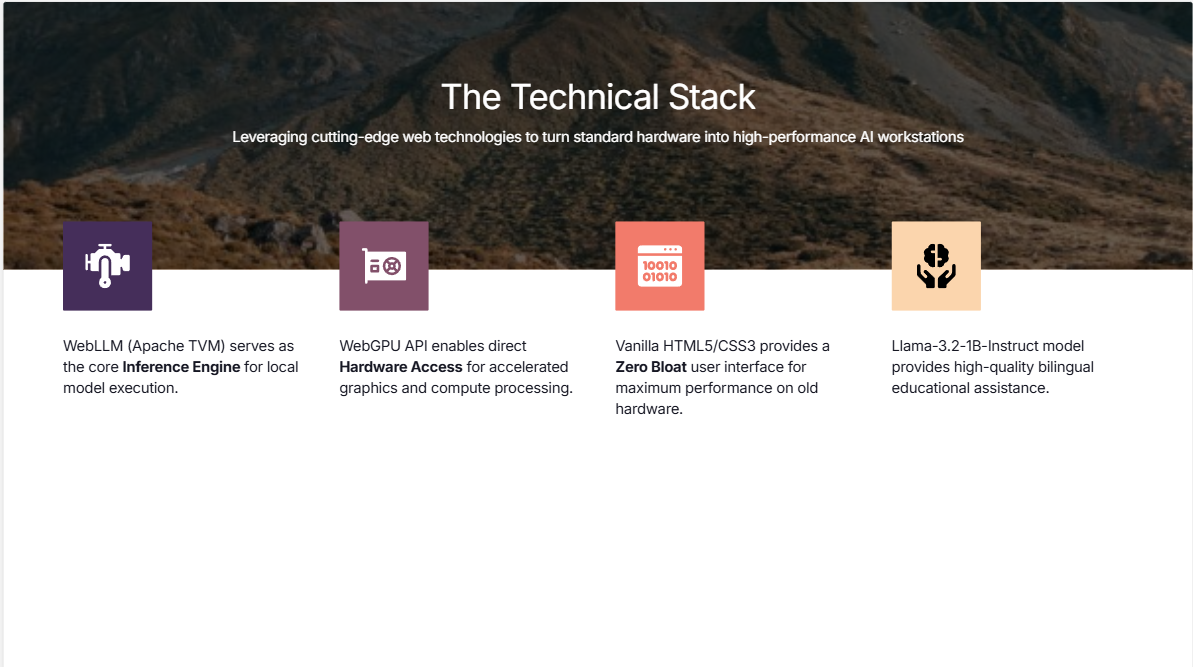 The Technical Stack
Leveraging cutting-edge web technologies to turn standard hardware into high-performance AI workstations
10010
01010
WebLLM (Apache TVM) serves as
the core Inference Engine for local
model execution.
WebGPU API enables direct
Hardware Access for accelerated
graphics and compute processing.
Vanilla HTML5/CSS3 provides a
Zero Bloat user interface for
maximum performance on old
hardware.
Llama-3.2-1B-Instruct model
provides high-quality bilingual
educational assistance.